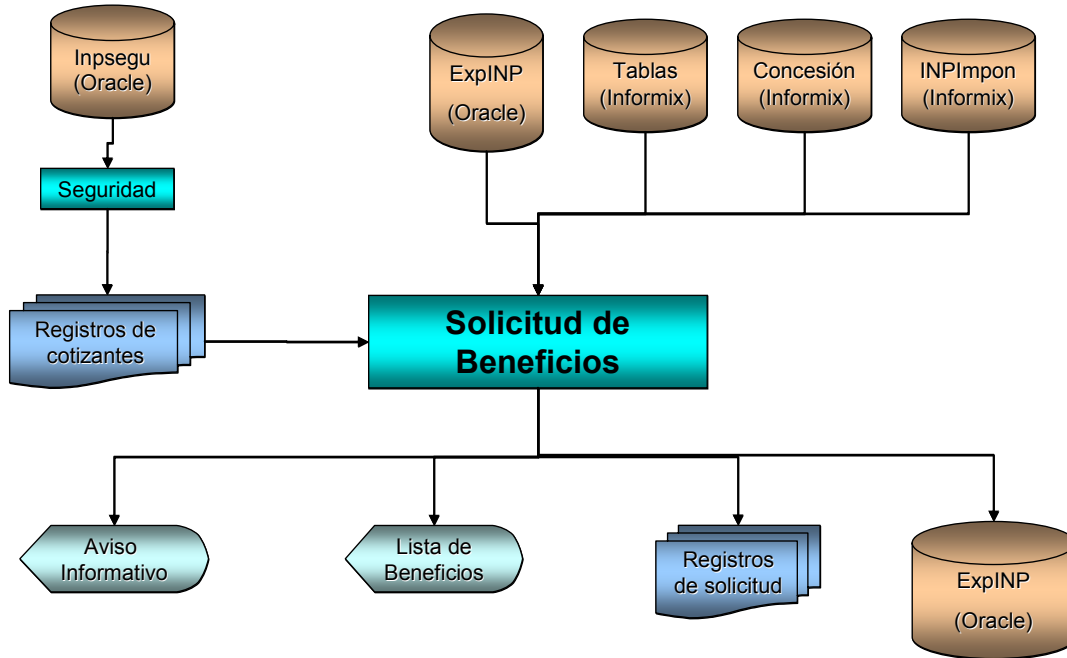 Inpsegu
(Oracle)
ExpINP
(Oracle)
Tablas
(Informix)
Concesión
(Informix)
INPImpon
(Informix)
Seguridad
Registros de
cotizantes
Solicitud de
Beneficios
Aviso
Informativo
Lista de
Beneficios
Registros
de solicitud
ExpINP
(Oracle)